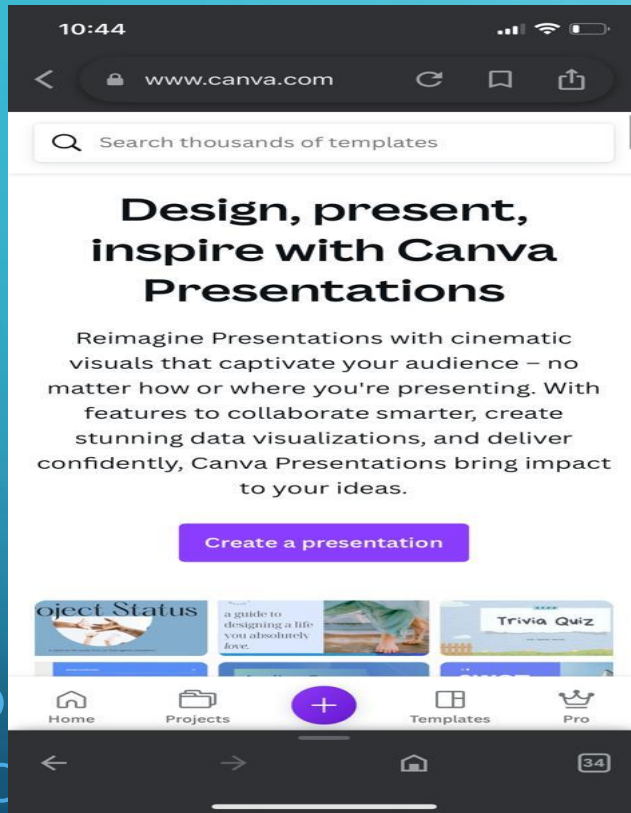 10:44
www.canva.com
Search thousands of templates
Design, present,
inspire with Canva
Presentations
Reimagine Presentations with cinematic
visuals that captivate your audience – no
matter how or where you're presenting. With
features to collaborate smarter, create
stunning data visualizations, and deliver
confidently, Canva Presentations bring impact
to your ideas.
Create a presentation
oject Status
a guide to
designing a life
you absolutely
love.
Trivia Quiz
Home
Projects
Templates
Pro
34